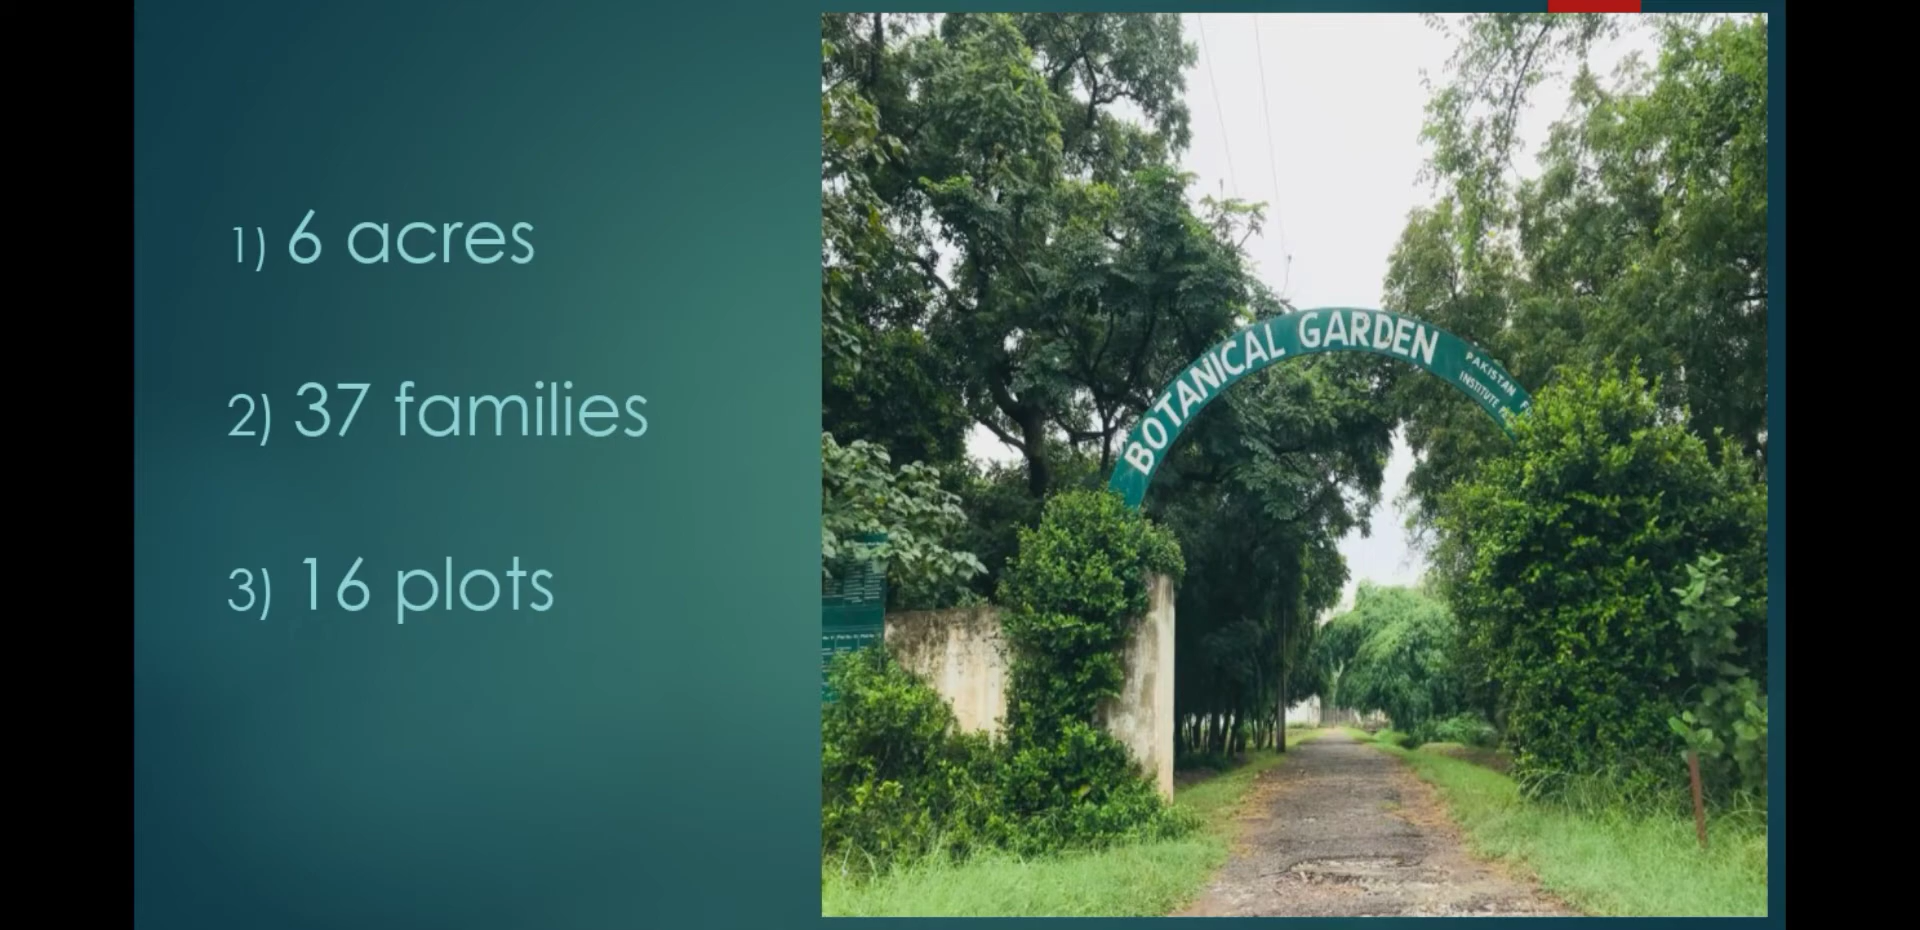 1) 6 acres
2) 37 families
3) 16 plots
BOTANICAL GARDEN
PAKISTAN
INSTITUTE